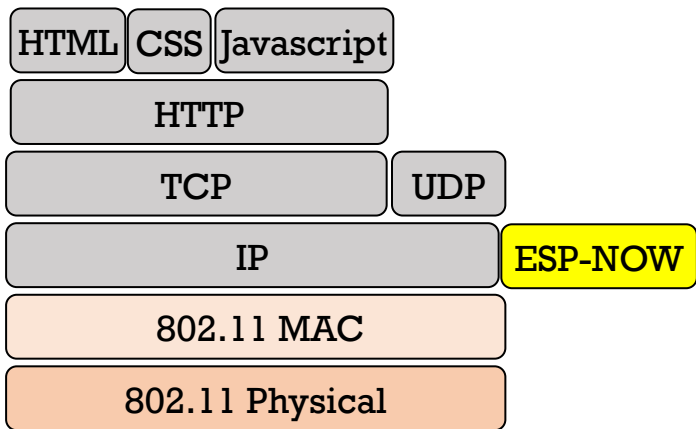 HTML CSS Javascript
HTTP
TCP UDP
IP ESP-NOW
802.11 MAC
802.11 Physical